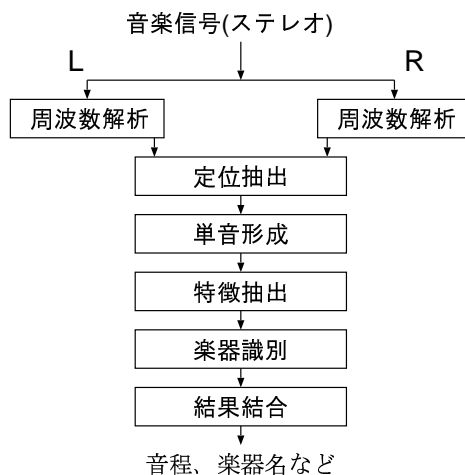 音楽信号(ステレオ)
L
R
周波数解析
周波数解析
定位抽出
単音形成
特徴抽出
楽器識別
結果結合
音程、楽器名など